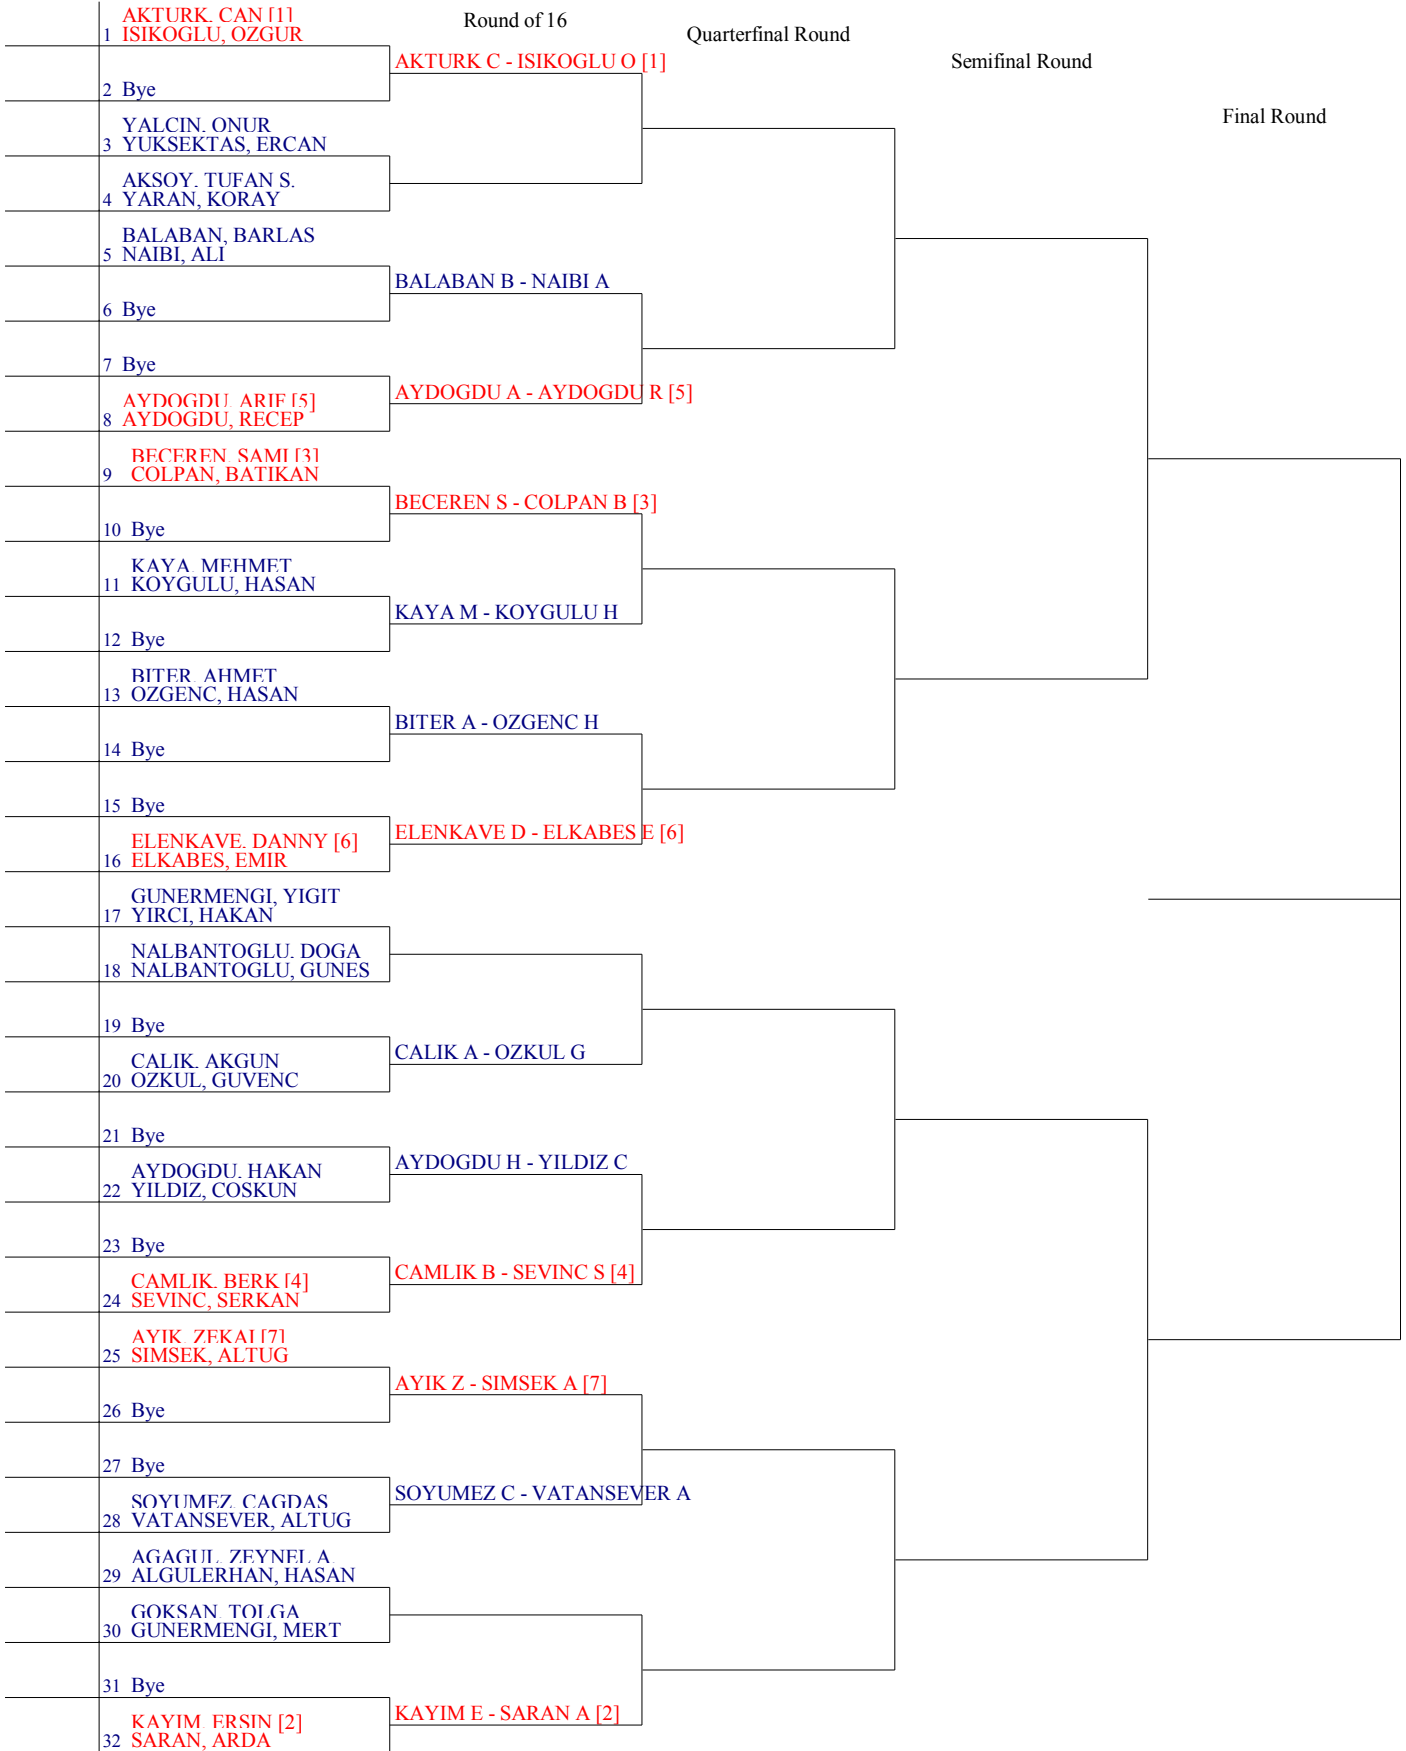 Round of 16
Quarterfinal Round
Semifinal Round
Final Round
AKTURK, CAN [1]
1 ISIKOGLU, OZGUR
AKTURK C - ISIKOGLU O [1]
2 Bye
YALCIN, ONUR
3 YUKSEKTAS, ERCAN
AKSOY, TUFAN S.
4 YARAN, KORAY
BALABAN, BARLAS
5 NAIBI, ALI
BALABAN B - NAIBI A
6 Bye
7 Bye
AYDOGDU A - AYDOGDU R [5]
AYDOGDU, ARIF [5]
8 AYDOGDU, RECEP
BECEREN, SAMI [3]
9 COLPAN, BATIKAN
BECEREN S - COLPAN B [3]
10 Bye
KAYA, MEHMET
11 KOYGULU, HASAN
KAYA M - KOYGULU H
12 Bye
BITER, AHMET
13 OZGENC, HASAN
BITER A - OZGENC H
14 Bye
15 Bye
ELENKAVE D - ELKABES E [6]
ELENKAVE, DANNY [6]
16 ELKABES, EMIR
GUNERMENGI, YIGIT
17 YIRCI, HAKAN
NALBANTOGLU, DOGA
18 NALBANTOGLU, GUNES
19 Bye
CALIK A - OZKUL G
CALIK, AKGUN
20 OZKUL, GUVENC
21 Bye
AYDOGDU H - YILDIZ C
AYDOGDU, HAKAN
22 YILDIZ, COSKUN
23 Bye
CAMLIK B - SEVINC S [4]
CAMLIK, BERK [4]
24 SEVINC, SERKAN
AYIK, ZEKAI [7]
25 SIMSEK, ALTUG
AYIK Z - SIMSEK A [7]
26 Bye
27 Bye
SOYUMEZ C - VATANSEVER A
SOYUMEZ, CAGDAS
28 VATANSEVER, ALTUG
AGAGUL, ZEYNEL A.
29 ALGULERHAN, HASAN
GOKSAN, TOLGA
30 GUNERMENGI, MERT
31 Bye
KAYIM E - SARAN A [2]
KAYIM, ERSIN [2]
32 SARAN, ARDA